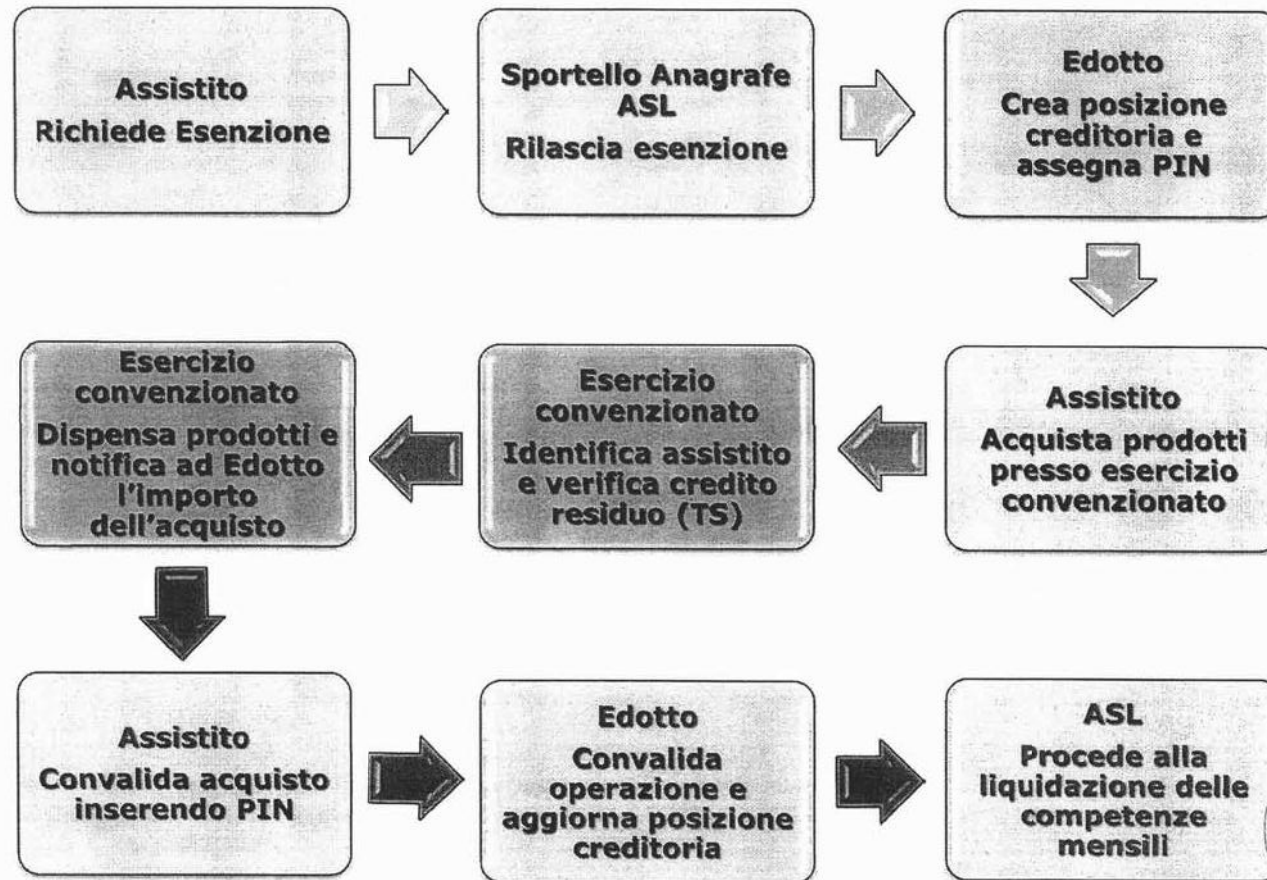 Assistito
Richiede Esenzione
Sportello Anagrafe
ASL
Rilascia esenzione
Edotto
Crea posizione
creditoria e
assegna PIN
Assistito
Acquista prodotti
presso esercizio
convenzionato
Esercizio
convenzionato
Identifica assistito
e verifica credito
residuo (TS)
Esercizio
convenzionato
Dispensa prodotti e
notifica ad Edotto
l'importo
dell'acquisto
Assistito
Convalida acquisto
inserendo PIN
Edotto
Convalida
operazione e
aggiorna posizione
creditoria
ASL
Procede alla
liquidazione delle
competenze
mensili